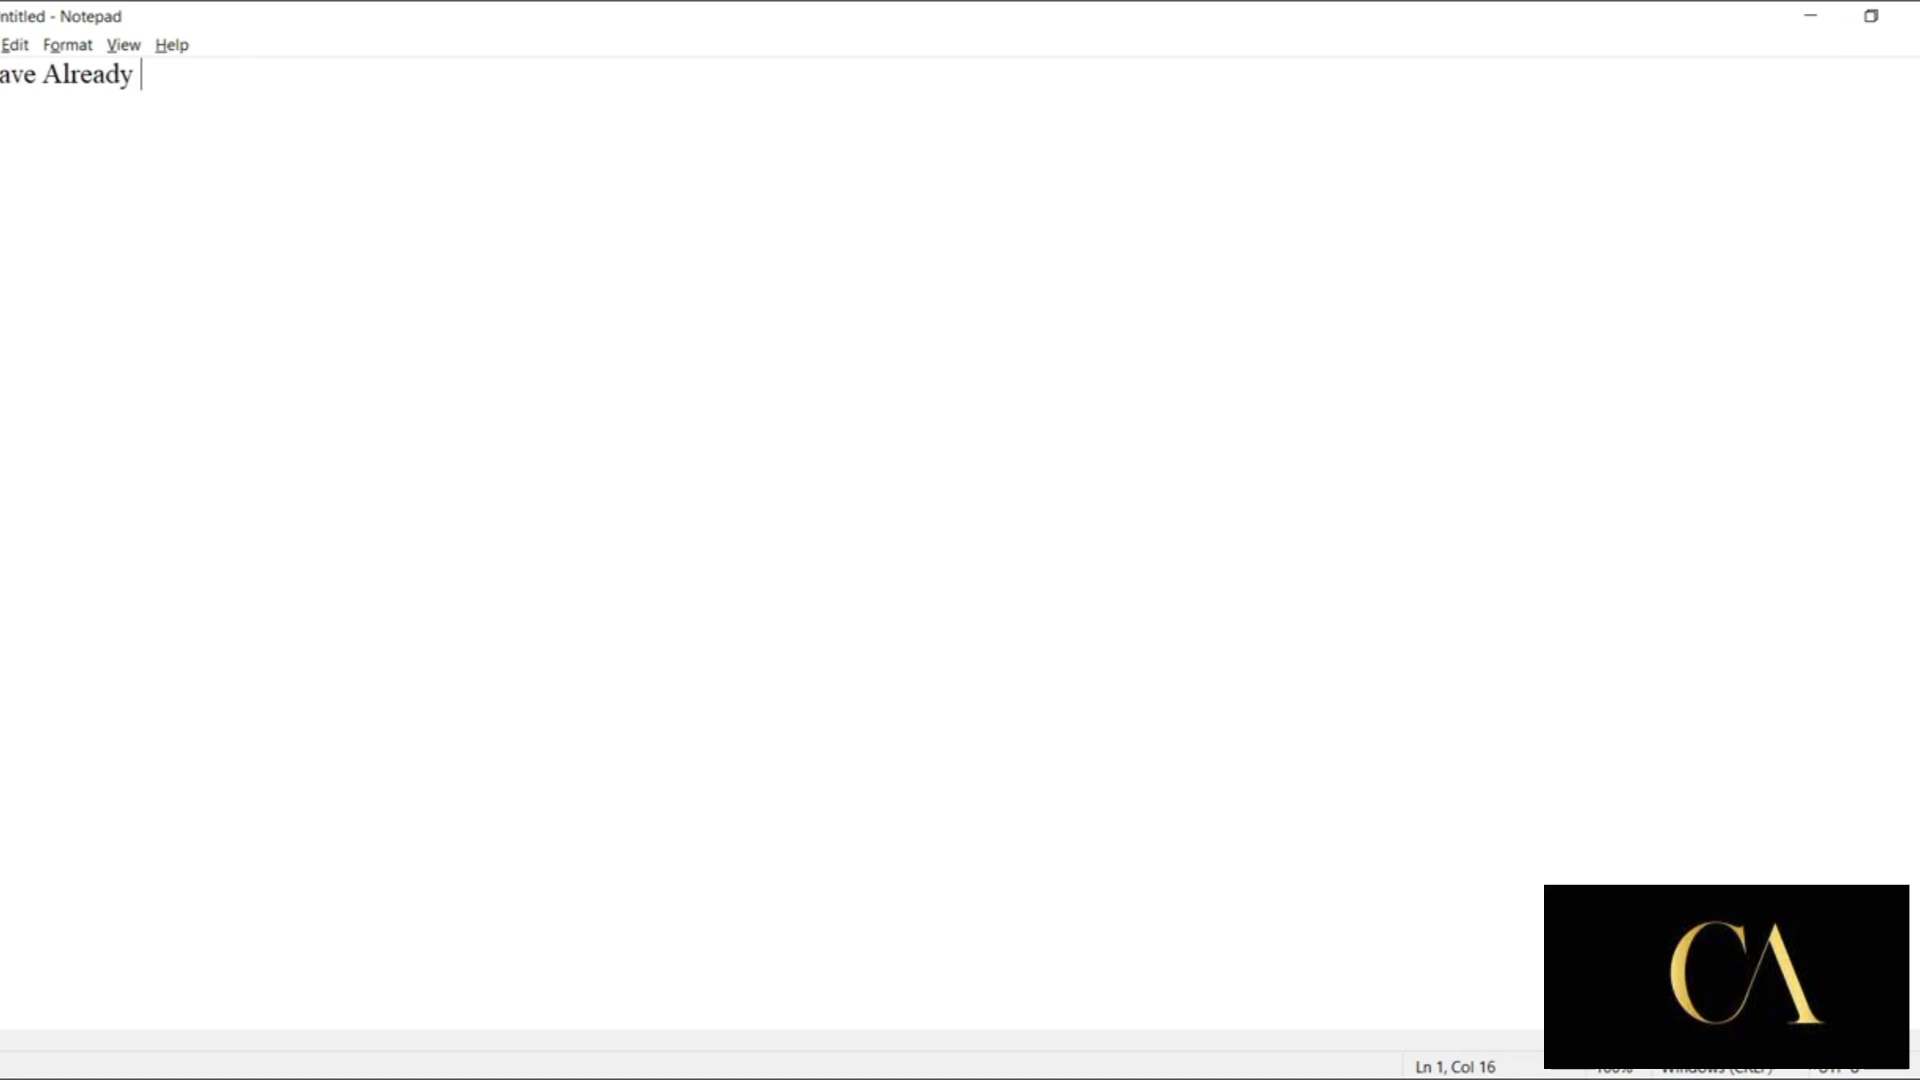 ntitled - Notepad
Edit Format View Help
ave Already
CA
Ln 1, Col 16